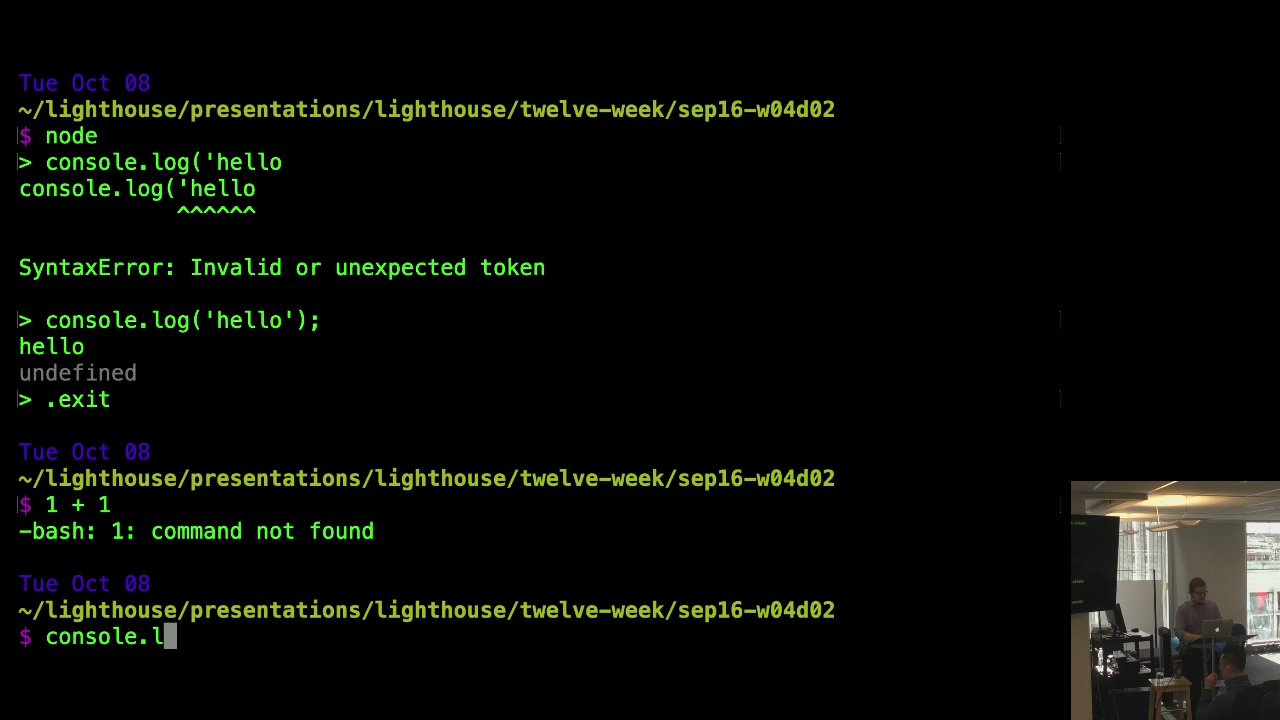 Tue Oct 08
~/lighthouse/presentations/lighthouse/twelve-week/sep16-w04d02
$ node
> console.log('hello
console.log('hello
^^^^^^
SyntaxError: Invalid or unexpected token
> console.log('hello');
hello
undefined
> .exit
Tue Oct 08
~/lighthouse/presentations/lighthouse/twelve-week/sep16-w04d02
$ 1 + 1
-bash: 1: command not found
Tue Oct 08
~/lighthouse/presentations/lighthouse/twelve-week/sep16-w04d02
$ console.l